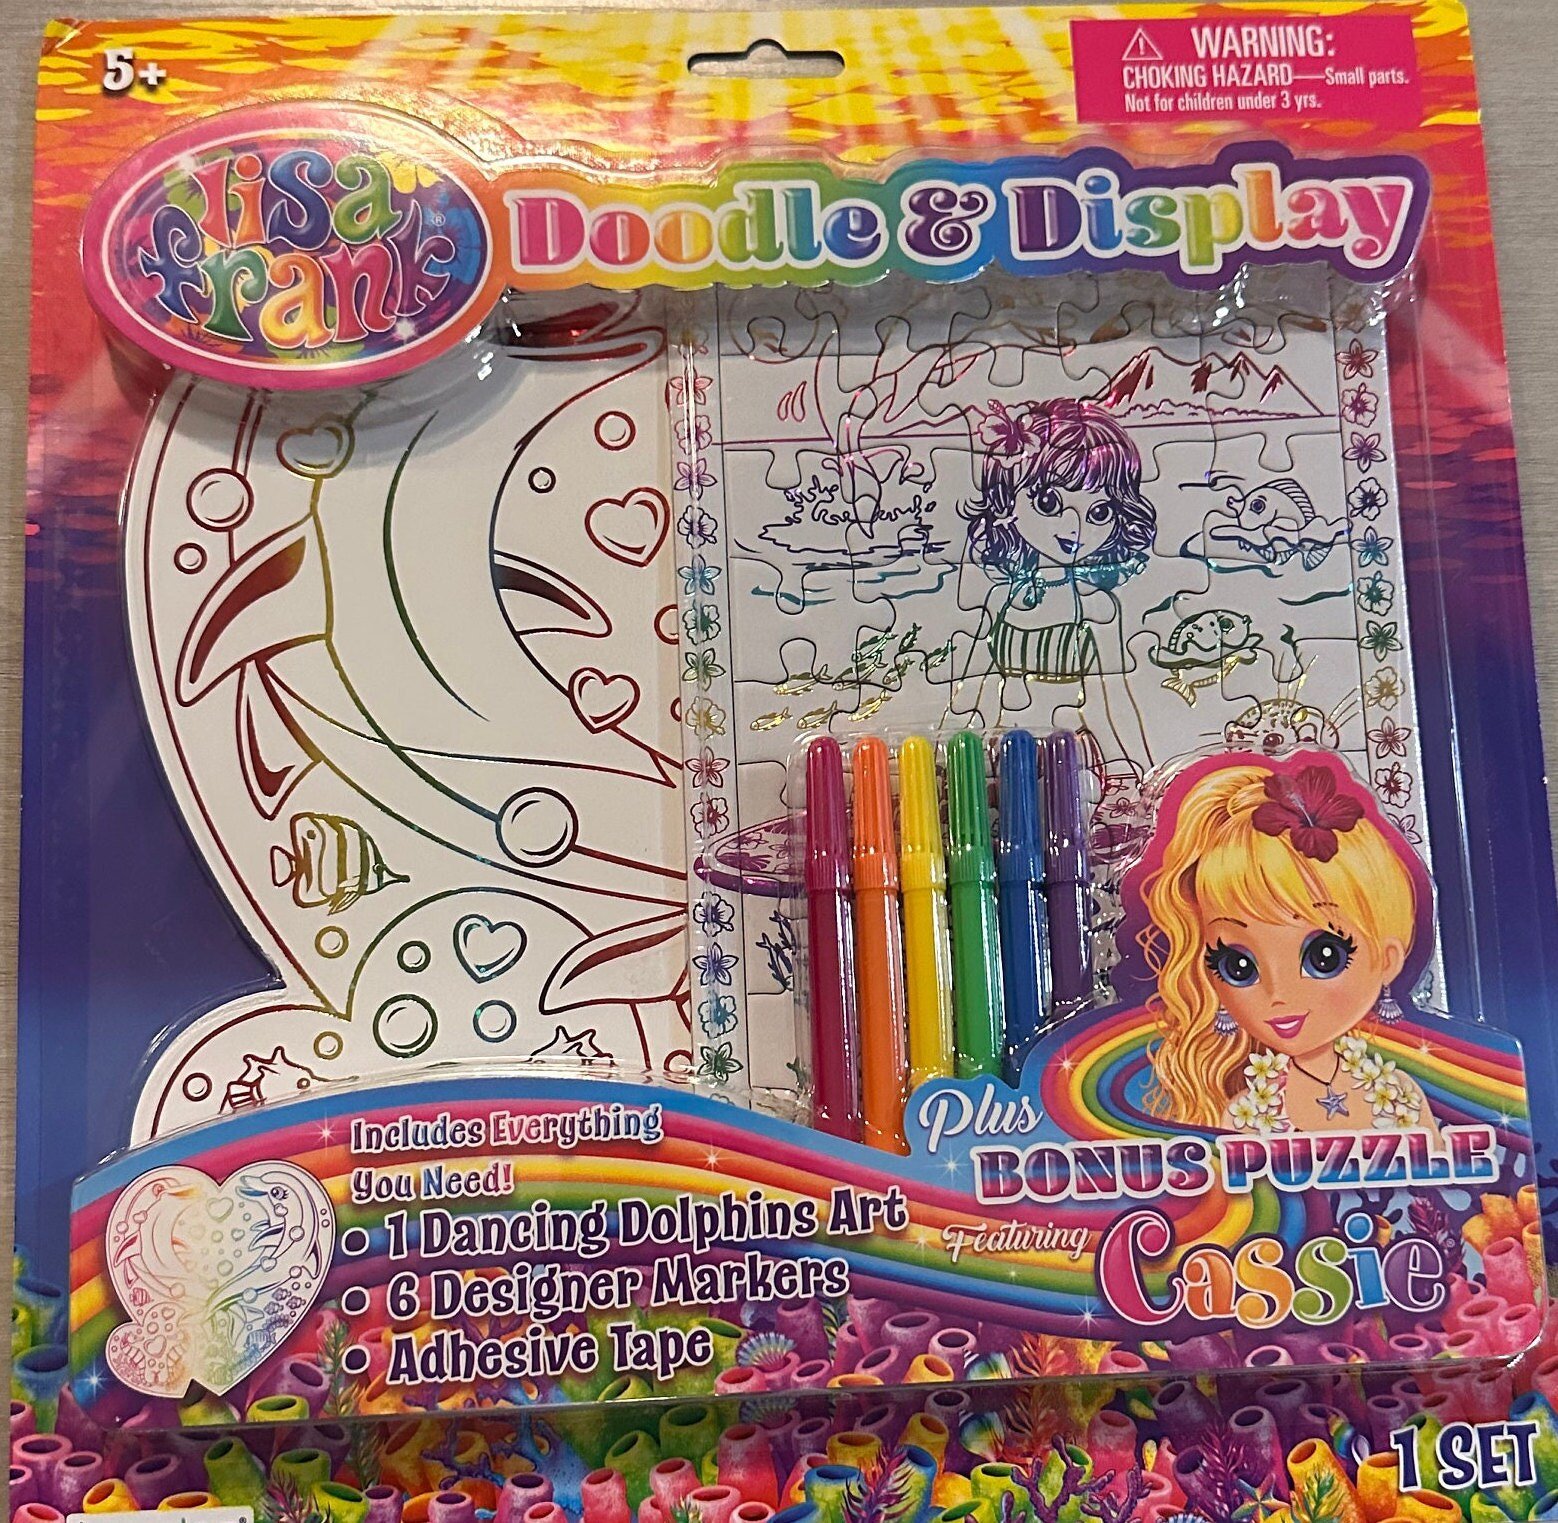 5+
WARNING:
CHOKING HAZARD—Small parts.
Not for children under 3 yrs.
lisa
frank®
Doodle & Display
Includes Everything
You Need!
• 1 Dancing Dolphins Art
• 6 Designer Markers
• Adhesive Tape
Plus
BONUS PUZZLE
Featuring
Cassie
1 SET